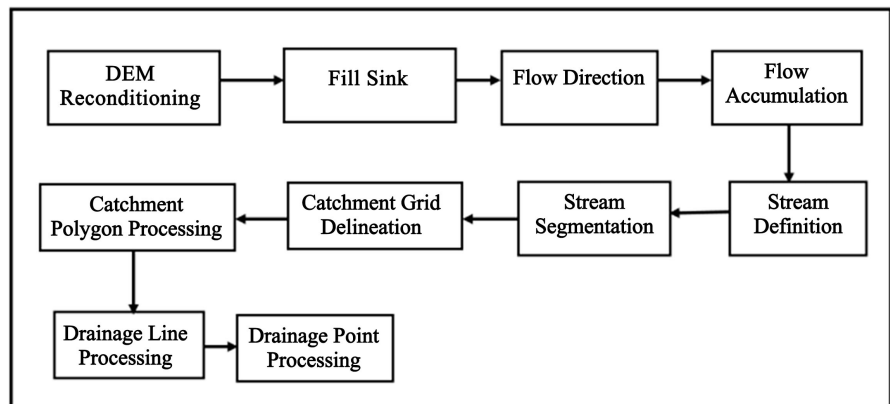 DEM
Reconditioning
Fill Sink
Flow Direction
Flow
Accumulation
Stream
Definition
Stream
Segmentation
Catchment Grid
Delineation
Catchment
Polygon Processing
Drainage Line
Processing
Drainage Point
Processing